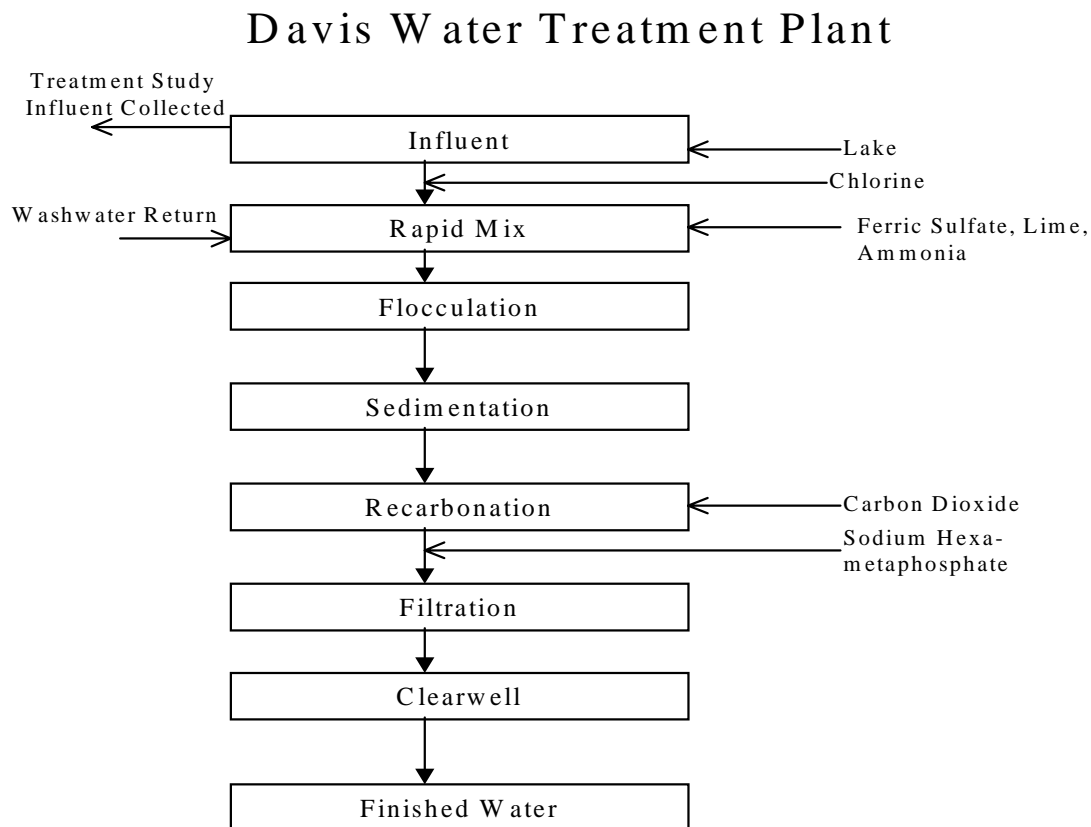 Davis Water Treatment Plant
Treatment Study
Influent Collected
Influent
Lake
Chlorine
Washwater Return
Rapid Mix
Ferric Sulfate, Lime,
Ammonia
Flocculation
Sedimentation
Recarbonation
Carbon Dioxide
Sodium Hexa-
metaphosphate
Filtration
Clearwell
Finished Water